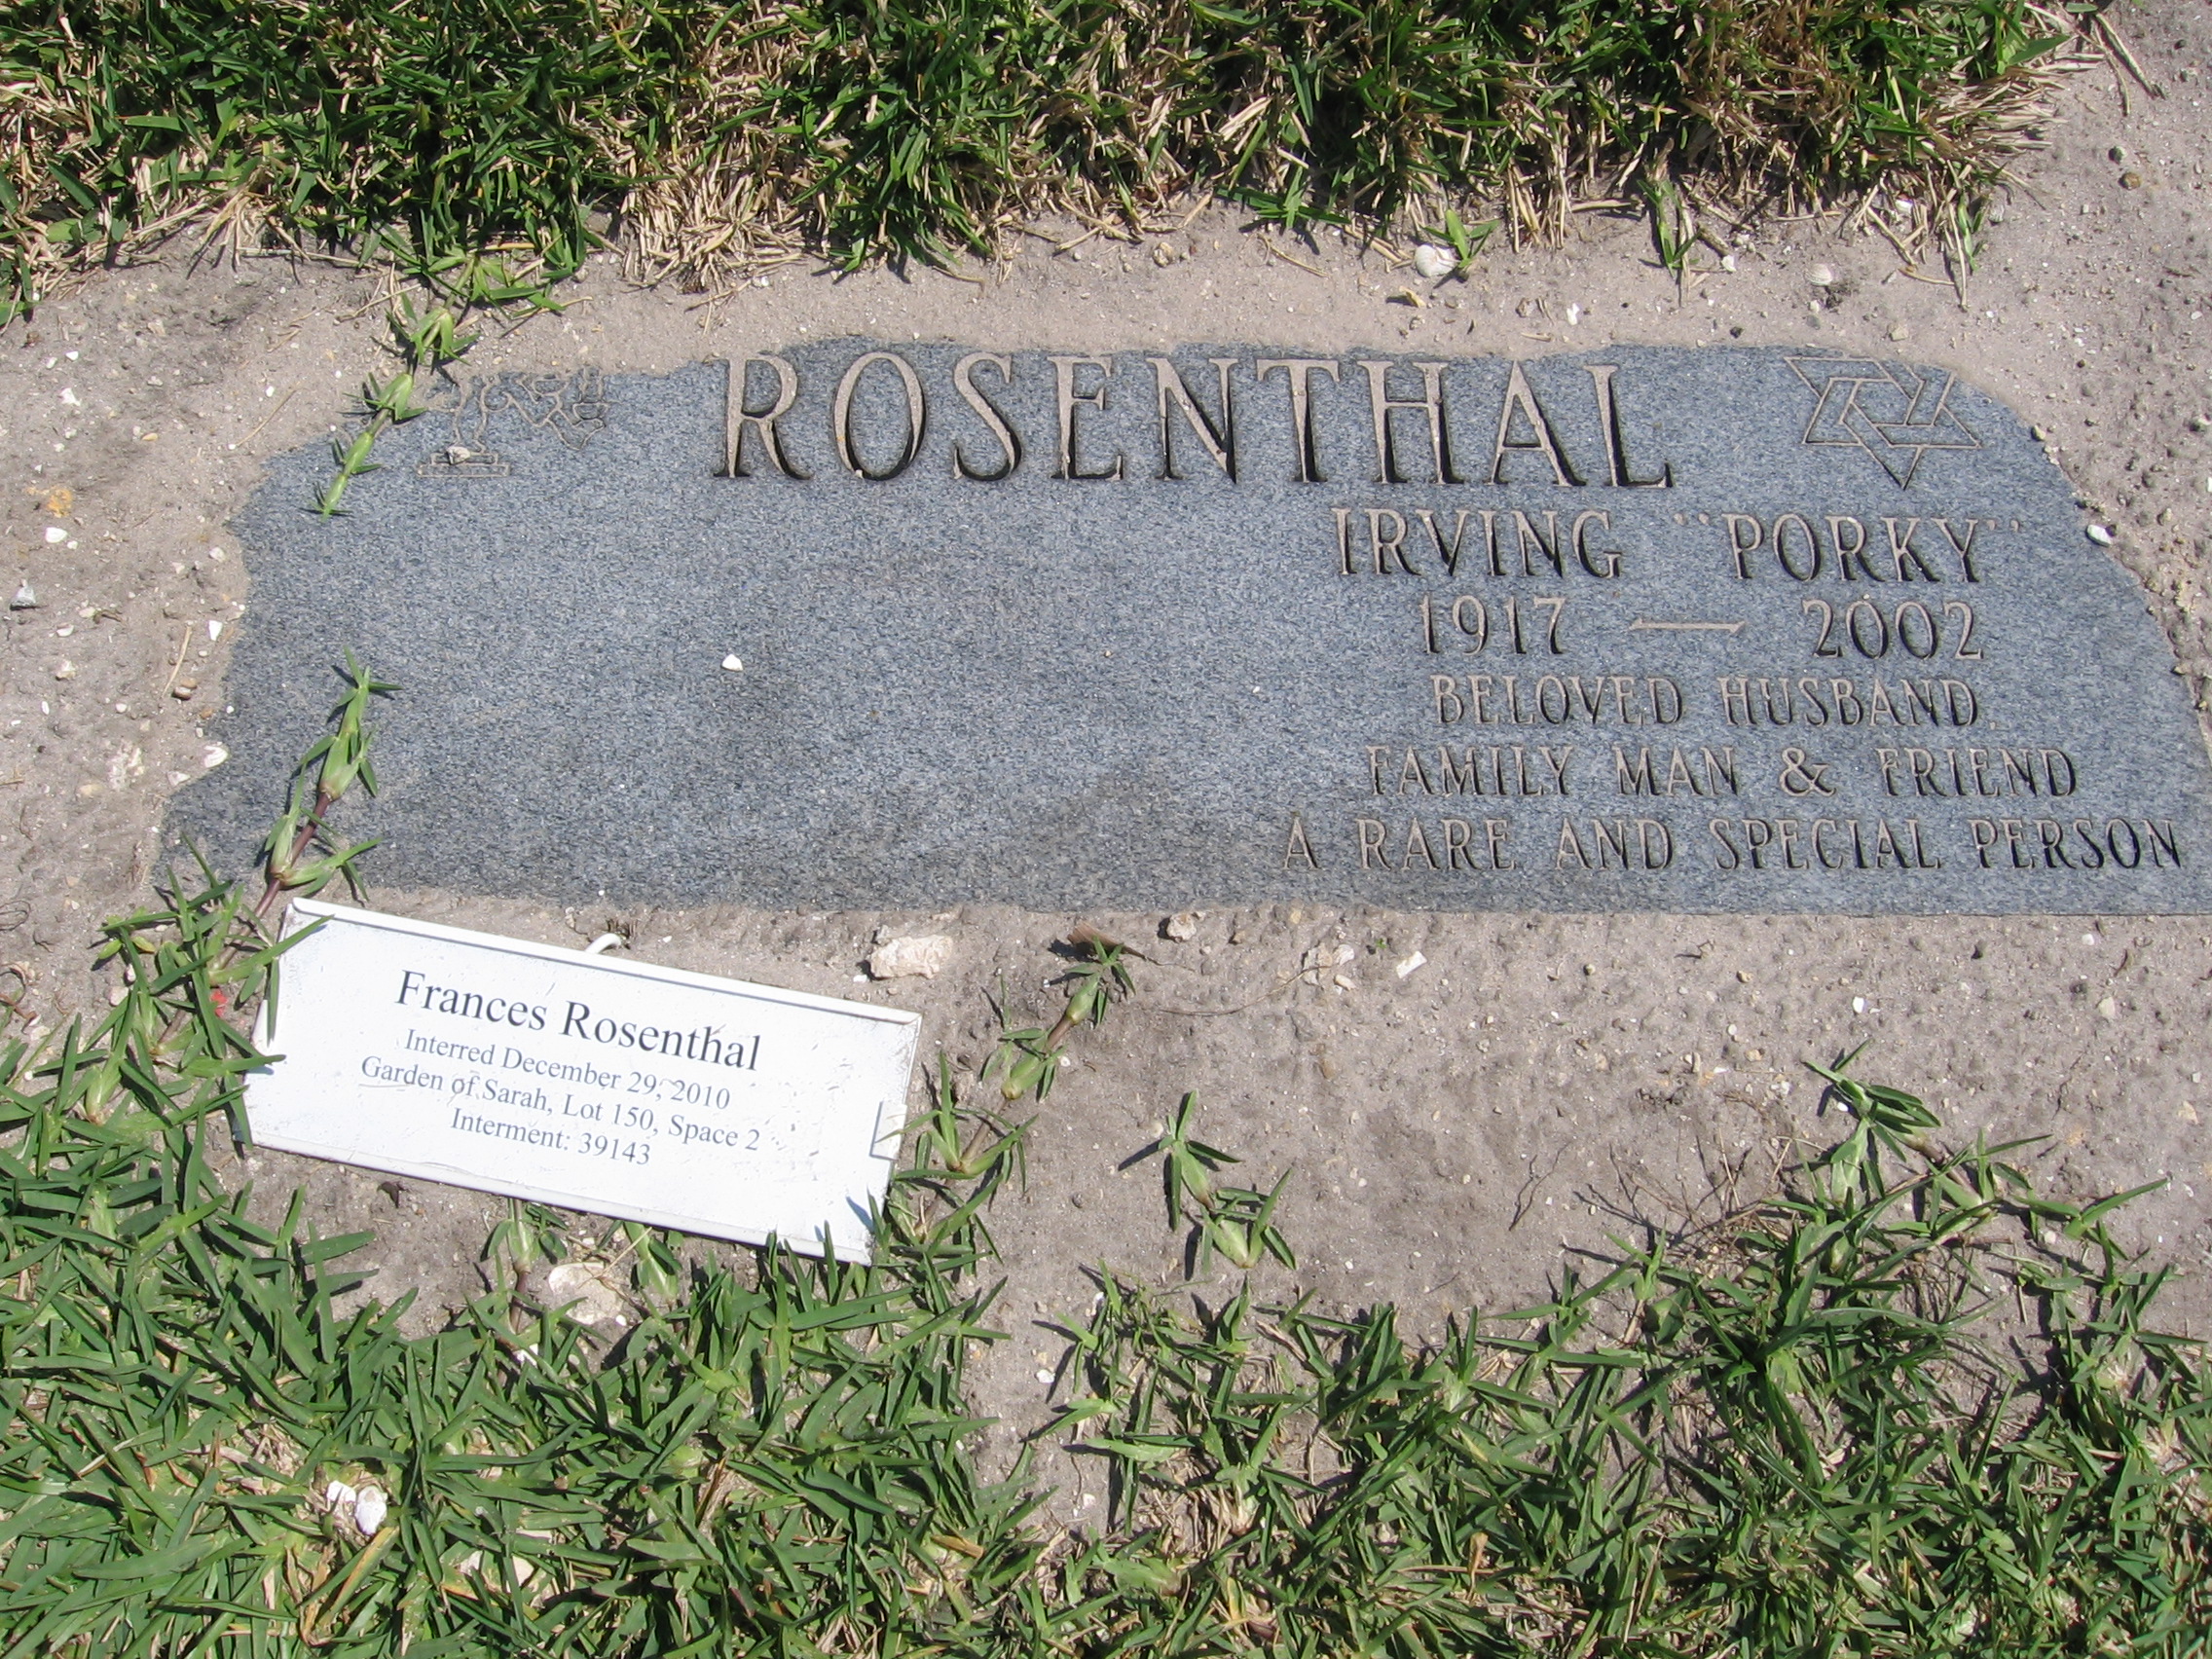 ROSENTHAL
IRVING "PORKY"
1917 — 2002
BELOVED HUSBAND,
FAMILY MAN & FRIEND
A RARE AND SPECIAL PERSON
Frances Rosenthal
Interred December 29, 2010
Garden of Sarah, Lot 150, Space 2
Interment: 39143